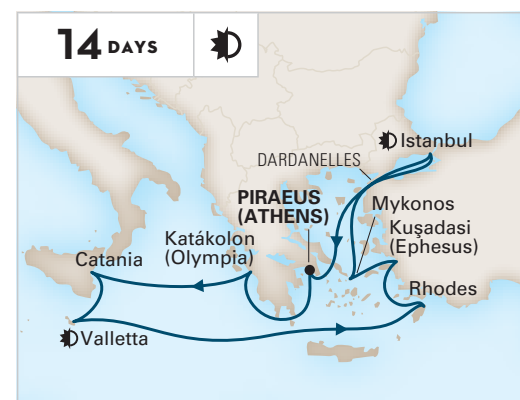 14 DAYS
Istanbul
DARDANELLES
PIRAEUS
(ATHENS)
Mykonos
Kuşadasi
(Ephesus)
Katákolon
(Olympia)
Catania
Rhodes
Valletta